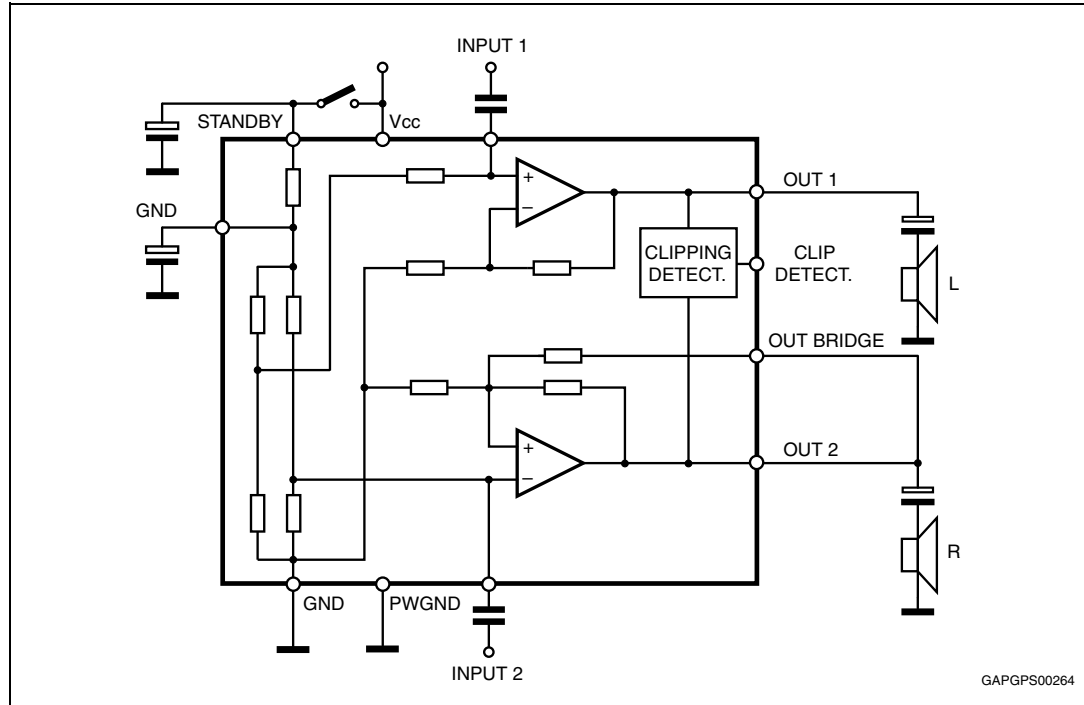 INPUT 1
STANDBY
Vcc
GND
+
−
OUT 1
CLIPPING
DETECT.
CLIP
DETECT.
L
OUT BRIDGE
+
−
OUT 2
R
GND
PWGND
INPUT 2
GAPGPS00264